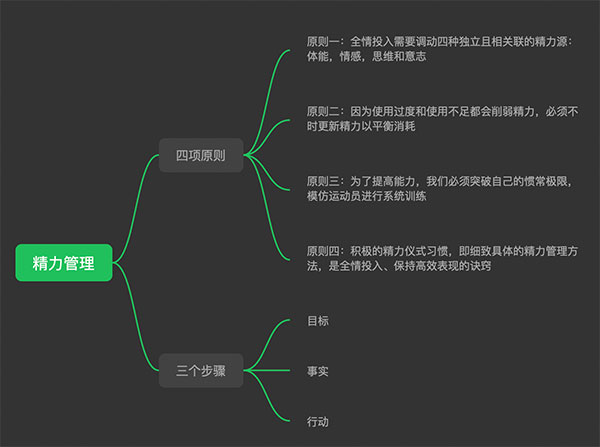 精力管理
四项原则
原则一：全情投入需要调动四种独立且相关联的精力源：
体能，情感，思维和意志
原则二：因为使用过度和使用不足都会削弱精力，必须不
时更新精力以平衡消耗
原则三：为了提高能力，我们必须突破自己的惯常极限，
模仿运动员进行系统训练
原则四：积极的精力仪式习惯，即细致具体的精力管理方
法，是全情投入、保持高效表现的诀窍
三个步骤
目标
事实
行动